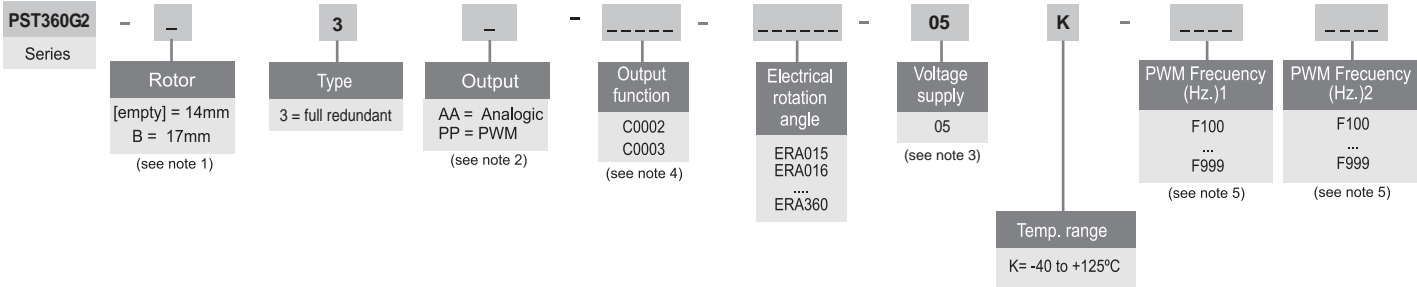 PST360G2 - _ 3 _ - _____ - ______ - 05 K - ____ ____
Series
Rotor
[empty] = 14mm
B = 17mm
(see note 1)
Type
3 = full redundant
Output
AA = Analogic
PP = PWM
(see note 2)
Output
function
C0002
C0003
(see note 4)
Electrical
rotation
angle
ERA015
ERA016
....
ERA360
Voltage
supply
05
(see note 3)
Temp. range
K= -40 to +125ºC
PWM Frecuency
(Hz.)1
F100
...
F999
(see note 5)
PWM Frecuency
(Hz.)2
F100
...
F999
(see note 5)